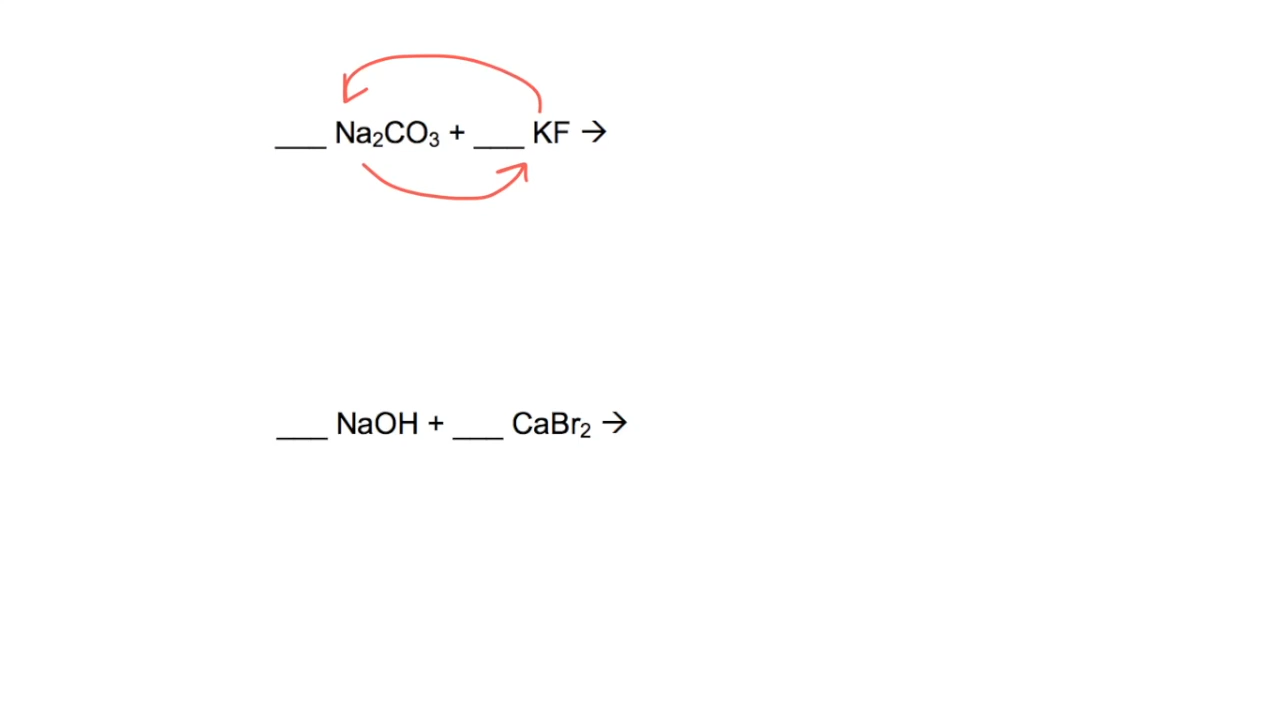 ___ Na₂CO₃ + ___ KF →
___ NaOH + ___ CaBr₂ →